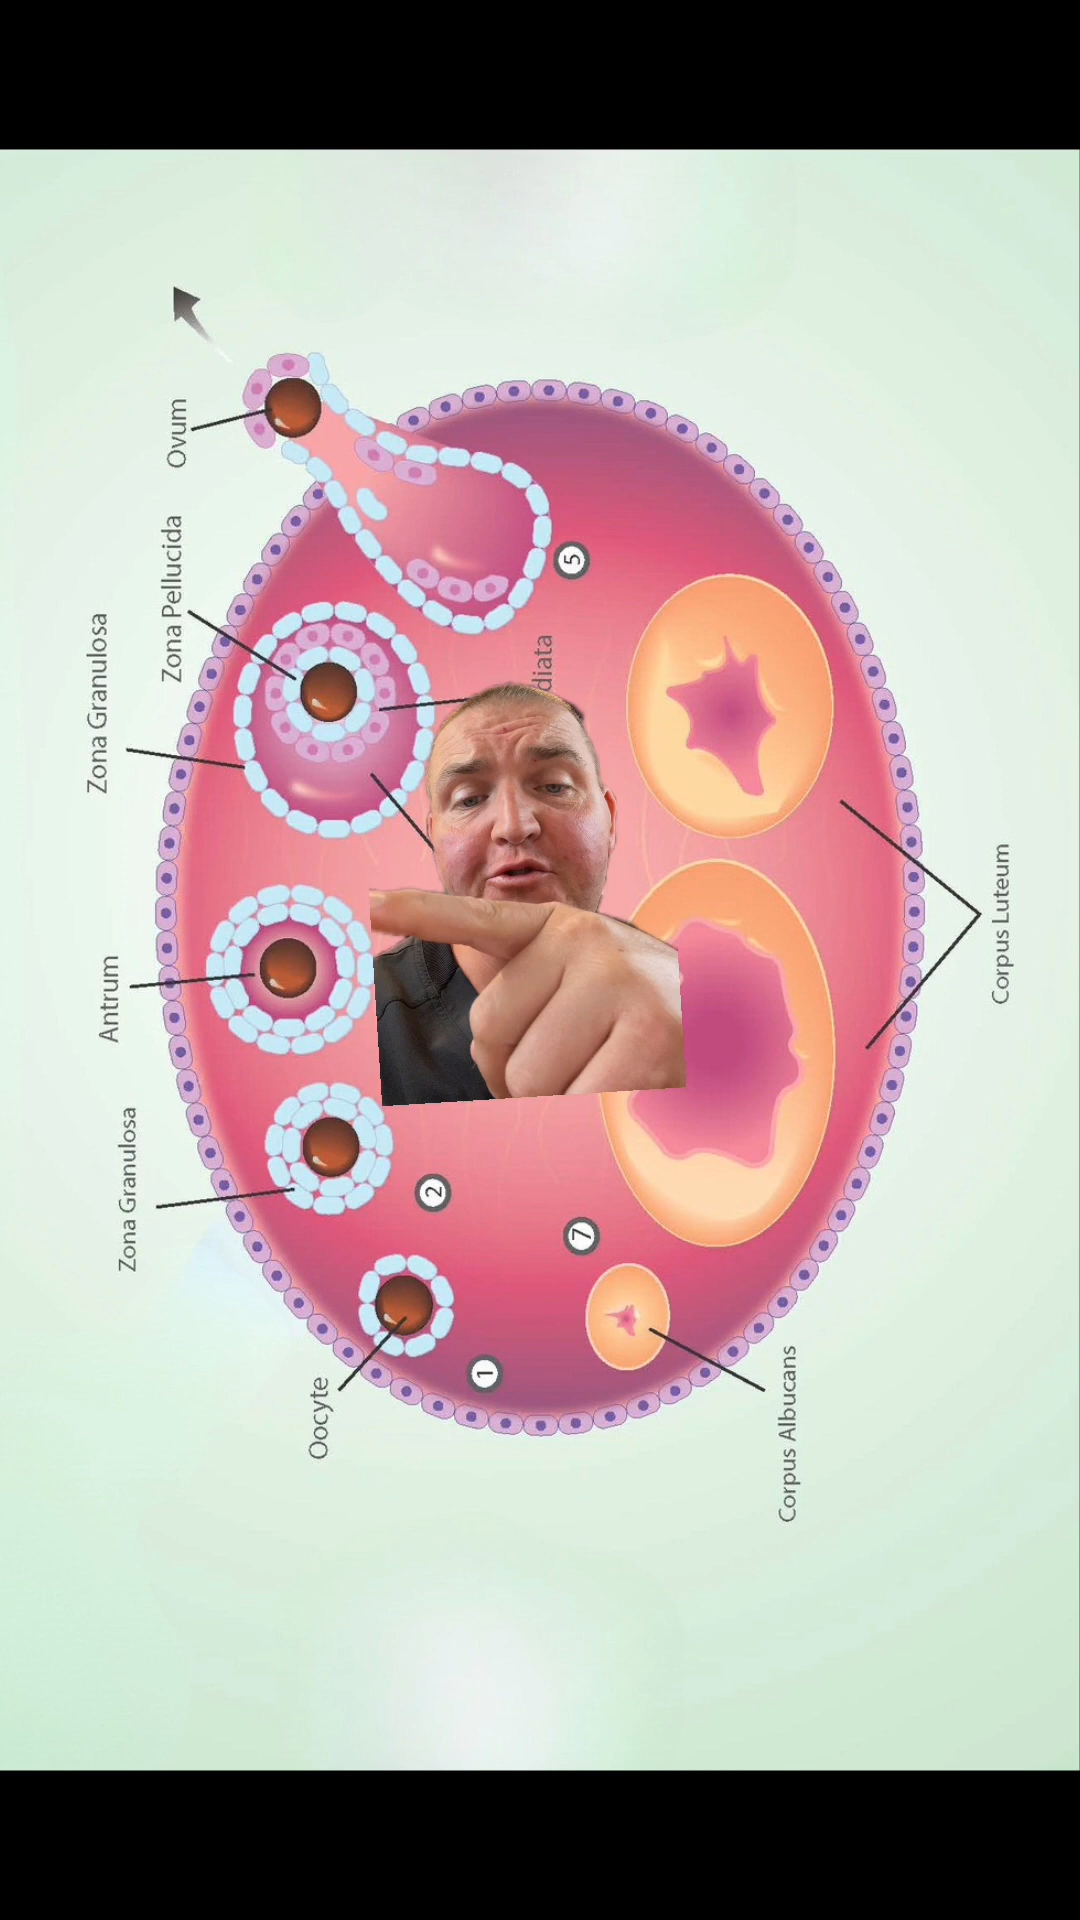 Ovum
Zona Pellucida
Zona Granulosa
Antrum
Zona Granulosa
Oocyte
diata
5
2
7
1
Corpus Luteum
Corpus Albucans